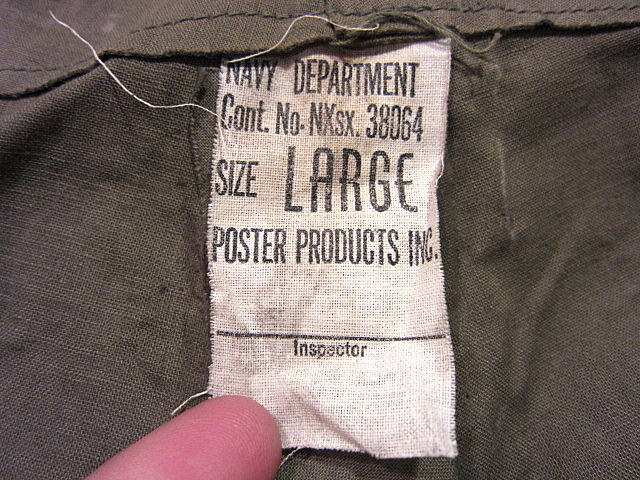 NAVY DEPARTMENT
Cont. No. NXsx. 38064
SIZE LARGE
POSTER PRODUCTS INC.
Inspector